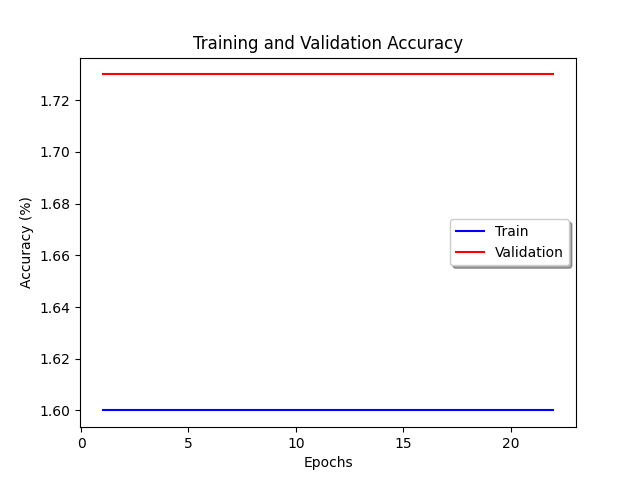 Training and Validation Accuracy
Accuracy (%)
1.72
1.70
1.68
1.66
1.64
1.62
1.60
Train
Validation
0 5 10 15 20
Epochs